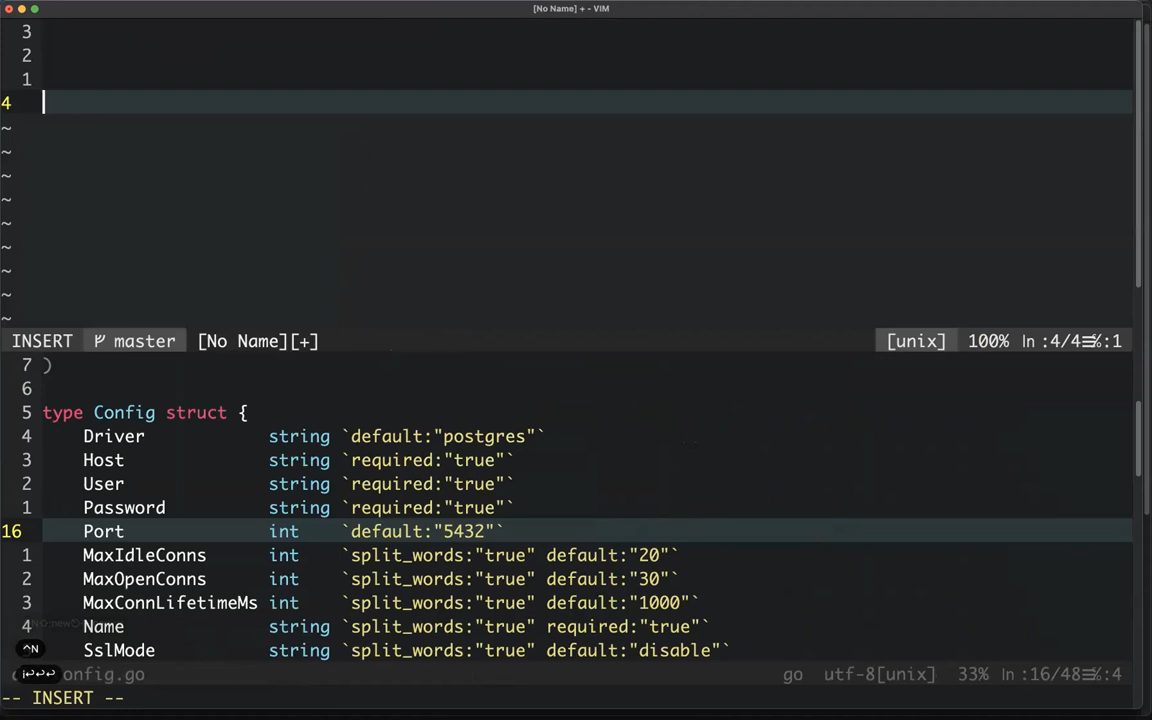 [No Name] + - VIM
3
2
1
4
~
~
~
~
~
~
~
~
~
INSERT master [No Name][+] [unix] 100% ln :4/4☰%:1
7 )
6
5 type Config struct {
4 Driver string `default:"postgres"`
3 Host string `required:"true"`
2 User string `required:"true"`
1 Password string `required:"true"`
16 Port int `default:"5432"`
1 MaxIdleConns int `split_words:"true" default:"20"`
2 MaxOpenConns int `split_words:"true" default:"30"`
3 MaxConnLifetimeMs int `split_words:"true" default:"1000"`
4 Name string `split_words:"true" required:"true"`
SslMode string `split_words:"true" default:"disable"`
^N
i↩↩↩
onfig.go go utf-8[unix] 33% ln :16/48☰%:4
-- INSERT --